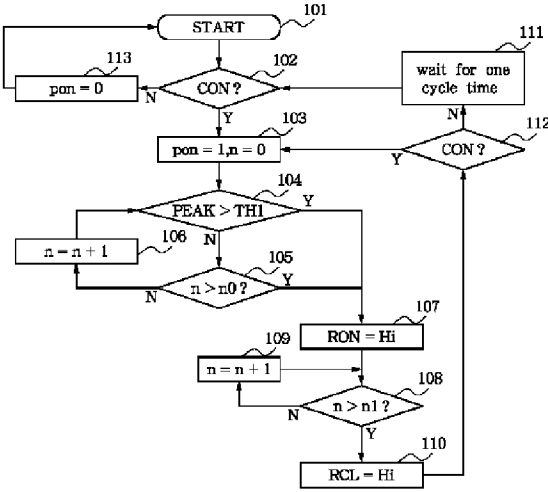 101
START
113
102
111
pon = 0
N
CON ?
wait for one
cycle time
Y
103
N
112
pon = 1,n = 0
Y
CON ?
104
PEAK > TH1
Y
106
n = n + 1
N
105
n > n0 ?
Y
N
107
RON = Hi
109
n = n + 1
108
n > n1 ?
N
Y
110
RCL = Hi